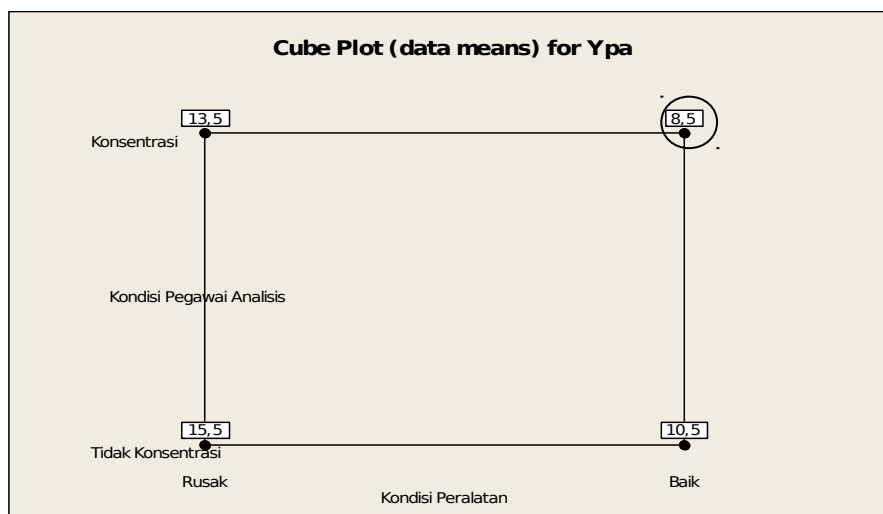 Cube Plot (data means) for Ypa
13,5
8,5
Konsentrasi
Kondisi Pegawai Analisis
15,5
10,5
Tidak Konsentrasi
Rusak
Baik
Kondisi Peralatan